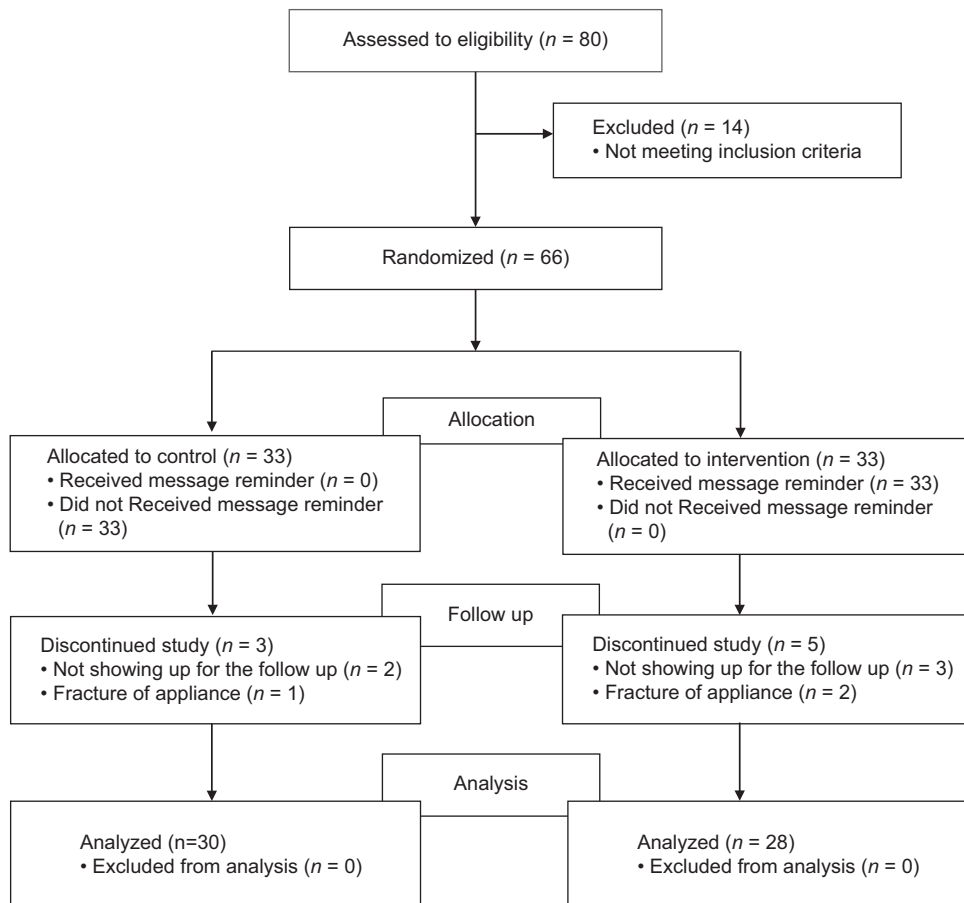 Assessed to eligibility (n = 80)
Excluded (n = 14)
• Not meeting inclusion criteria
Randomized (n = 66)
Allocation
Allocated to control (n = 33)
• Received message reminder (n = 0)
• Did not Received message reminder
(n = 33)
Allocated to intervention (n = 33)
• Received message reminder (n = 33)
• Did not Received message reminder
(n = 0)
Follow up
Discontinued study (n = 3)
• Not showing up for the follow up (n = 2)
• Fracture of appliance (n = 1)
Discontinued study (n = 5)
• Not showing up for the follow up (n = 3)
• Fracture of appliance (n = 2)
Analysis
Analyzed (n=30)
• Excluded from analysis (n = 0)
Analyzed (n = 28)
• Excluded from analysis (n = 0)